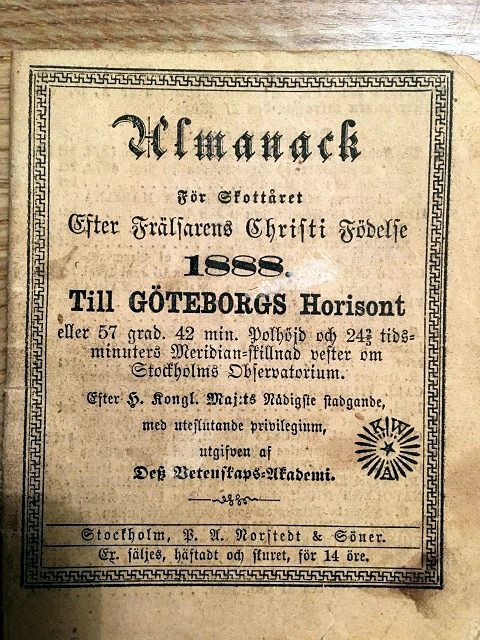 Almanack
För Skottåret
Efter Frälsarens Christi Födelse
1888.
Till GÖTEBORGS Horisont
eller 57 grad. 42 min. Polhöjd och 24⅔ tids-
minuters Meridian-skillnad vester om
Stockholms Observatorium.
Efter H. Kongl. Maj:ts Nådigste stadgande,
med uteslutande privilegium,
utgifven af
Deß Vetenskaps-Akademi.
K W A
Stockholm, P. A. Norstedt & Söner.
Ex. säljes, häftadt och skuret, för 14 öre.